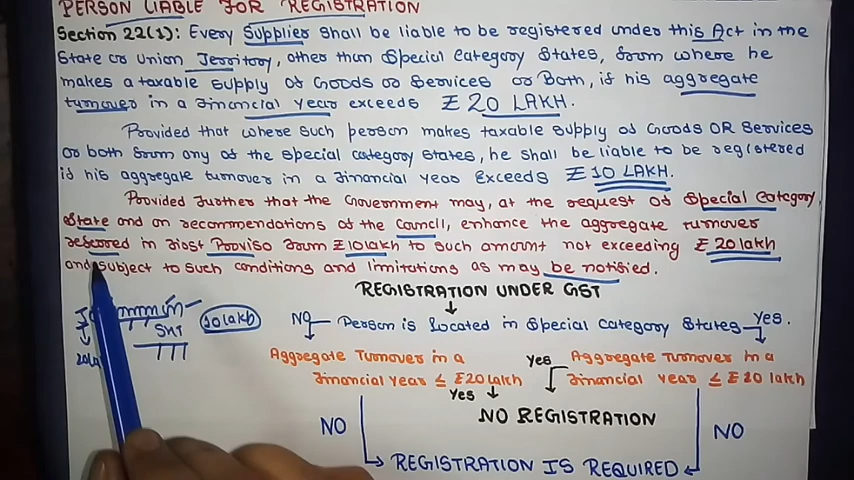 PERSON LIABLE FOR REGISTRATION
Section 22(1): Every Supplier shall be liable to be registered under this Act in the
State or Union Territory, other than Special Category States, from where he
makes a taxable supply of Goods or Services or Both, if his aggregate
turnover in a Financial year exceeds ₹ 20 LAKH.
Provided that where such person makes taxable supply of Goods OR Services
or both from any of the special category states, he shall be liable to be registered
if his aggregate turnover in a financial year exceeds ₹ 10 LAKH.
Provided further that the Government may, at the request of Special Category
State and on recommendations of the Council, enhance the aggregate turnover
referred in first Proviso from ₹10 lakh to such amount not exceeding ₹ 20 lakh
and subject to such conditions and limitations as may be notified.
REGISTRATION UNDER GST
10 lakh
NO Person is Located in Special Category States Yes.
Aggregate Turnover in a
Financial year ≤ ₹20 lakh
Yes
Yes Aggregate Turnover in a
Financial year ≤ ₹ 20 lakh
NO REGISTRATION
NO NO
REGISTRATION IS REQUIRED